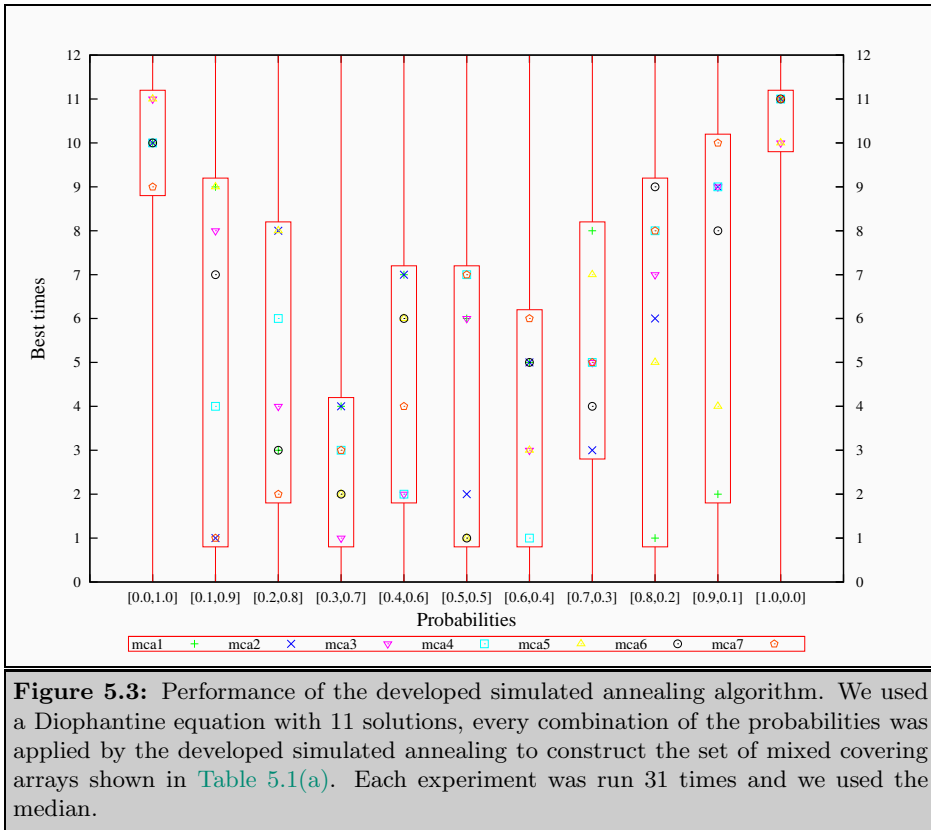 12 12
11 11
10 10
9 9
8 8
7 7
6 6
5 5
4 4
3 3
2 2
1 1
0 0
Best times
[0.0,1.0] [0.1,0.9] [0.2,0.8] [0.3,0.7] [0.4,0.6] [0.5,0.5] [0.6,0.4] [0.7,0.3] [0.8,0.2] [0.9,0.1] [1.0,0.0]
Probabilities
mca1 mca2 mca3 mca4 mca5 mca6 mca7
Figure 5.3: Performance of the developed simulated annealing algorithm. We used
a Diophantine equation with 11 solutions, every combination of the probabilities was
applied by the developed simulated annealing to construct the set of mixed covering
arrays shown in Table 5.1(a). Each experiment was run 31 times and we used the
median.